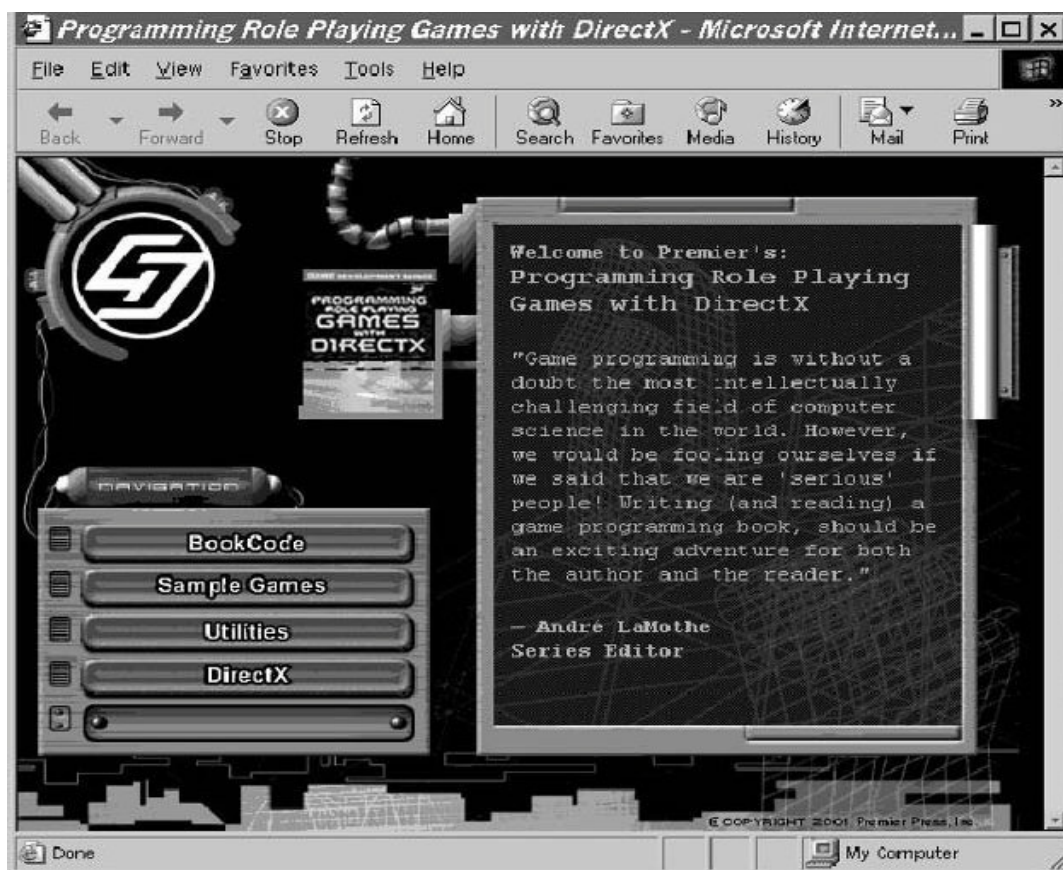 Programming Role Playing Games with DirectX - Microsoft Internet...
File Edit View Favorites Tools Help
Back Forward Stop Refresh Home Search Favorites Media History Mail Print
GAME DEVELOPMENT SERIES
PROGRAMMING
ROLE PLAYING
GAMES
WITH
DIRECTX
NAVIGATION
BookCode
Sample Games
Utilities
DirectX
Welcome to Premier's:
Programming Role Playing
Games with DirectX
"Game programming is without a
doubt the most intellectually
challenging field of computer
science in the world. However,
we would be fooling ourselves if
we said that we are 'serious'
people! Writing (and reading) a
game programming book, should be
an exciting adventure for both
the author and the reader."
— André LaMothe
Series Editor
© COPYRIGHT 2001 Premier Press, Inc.
Done My Computer